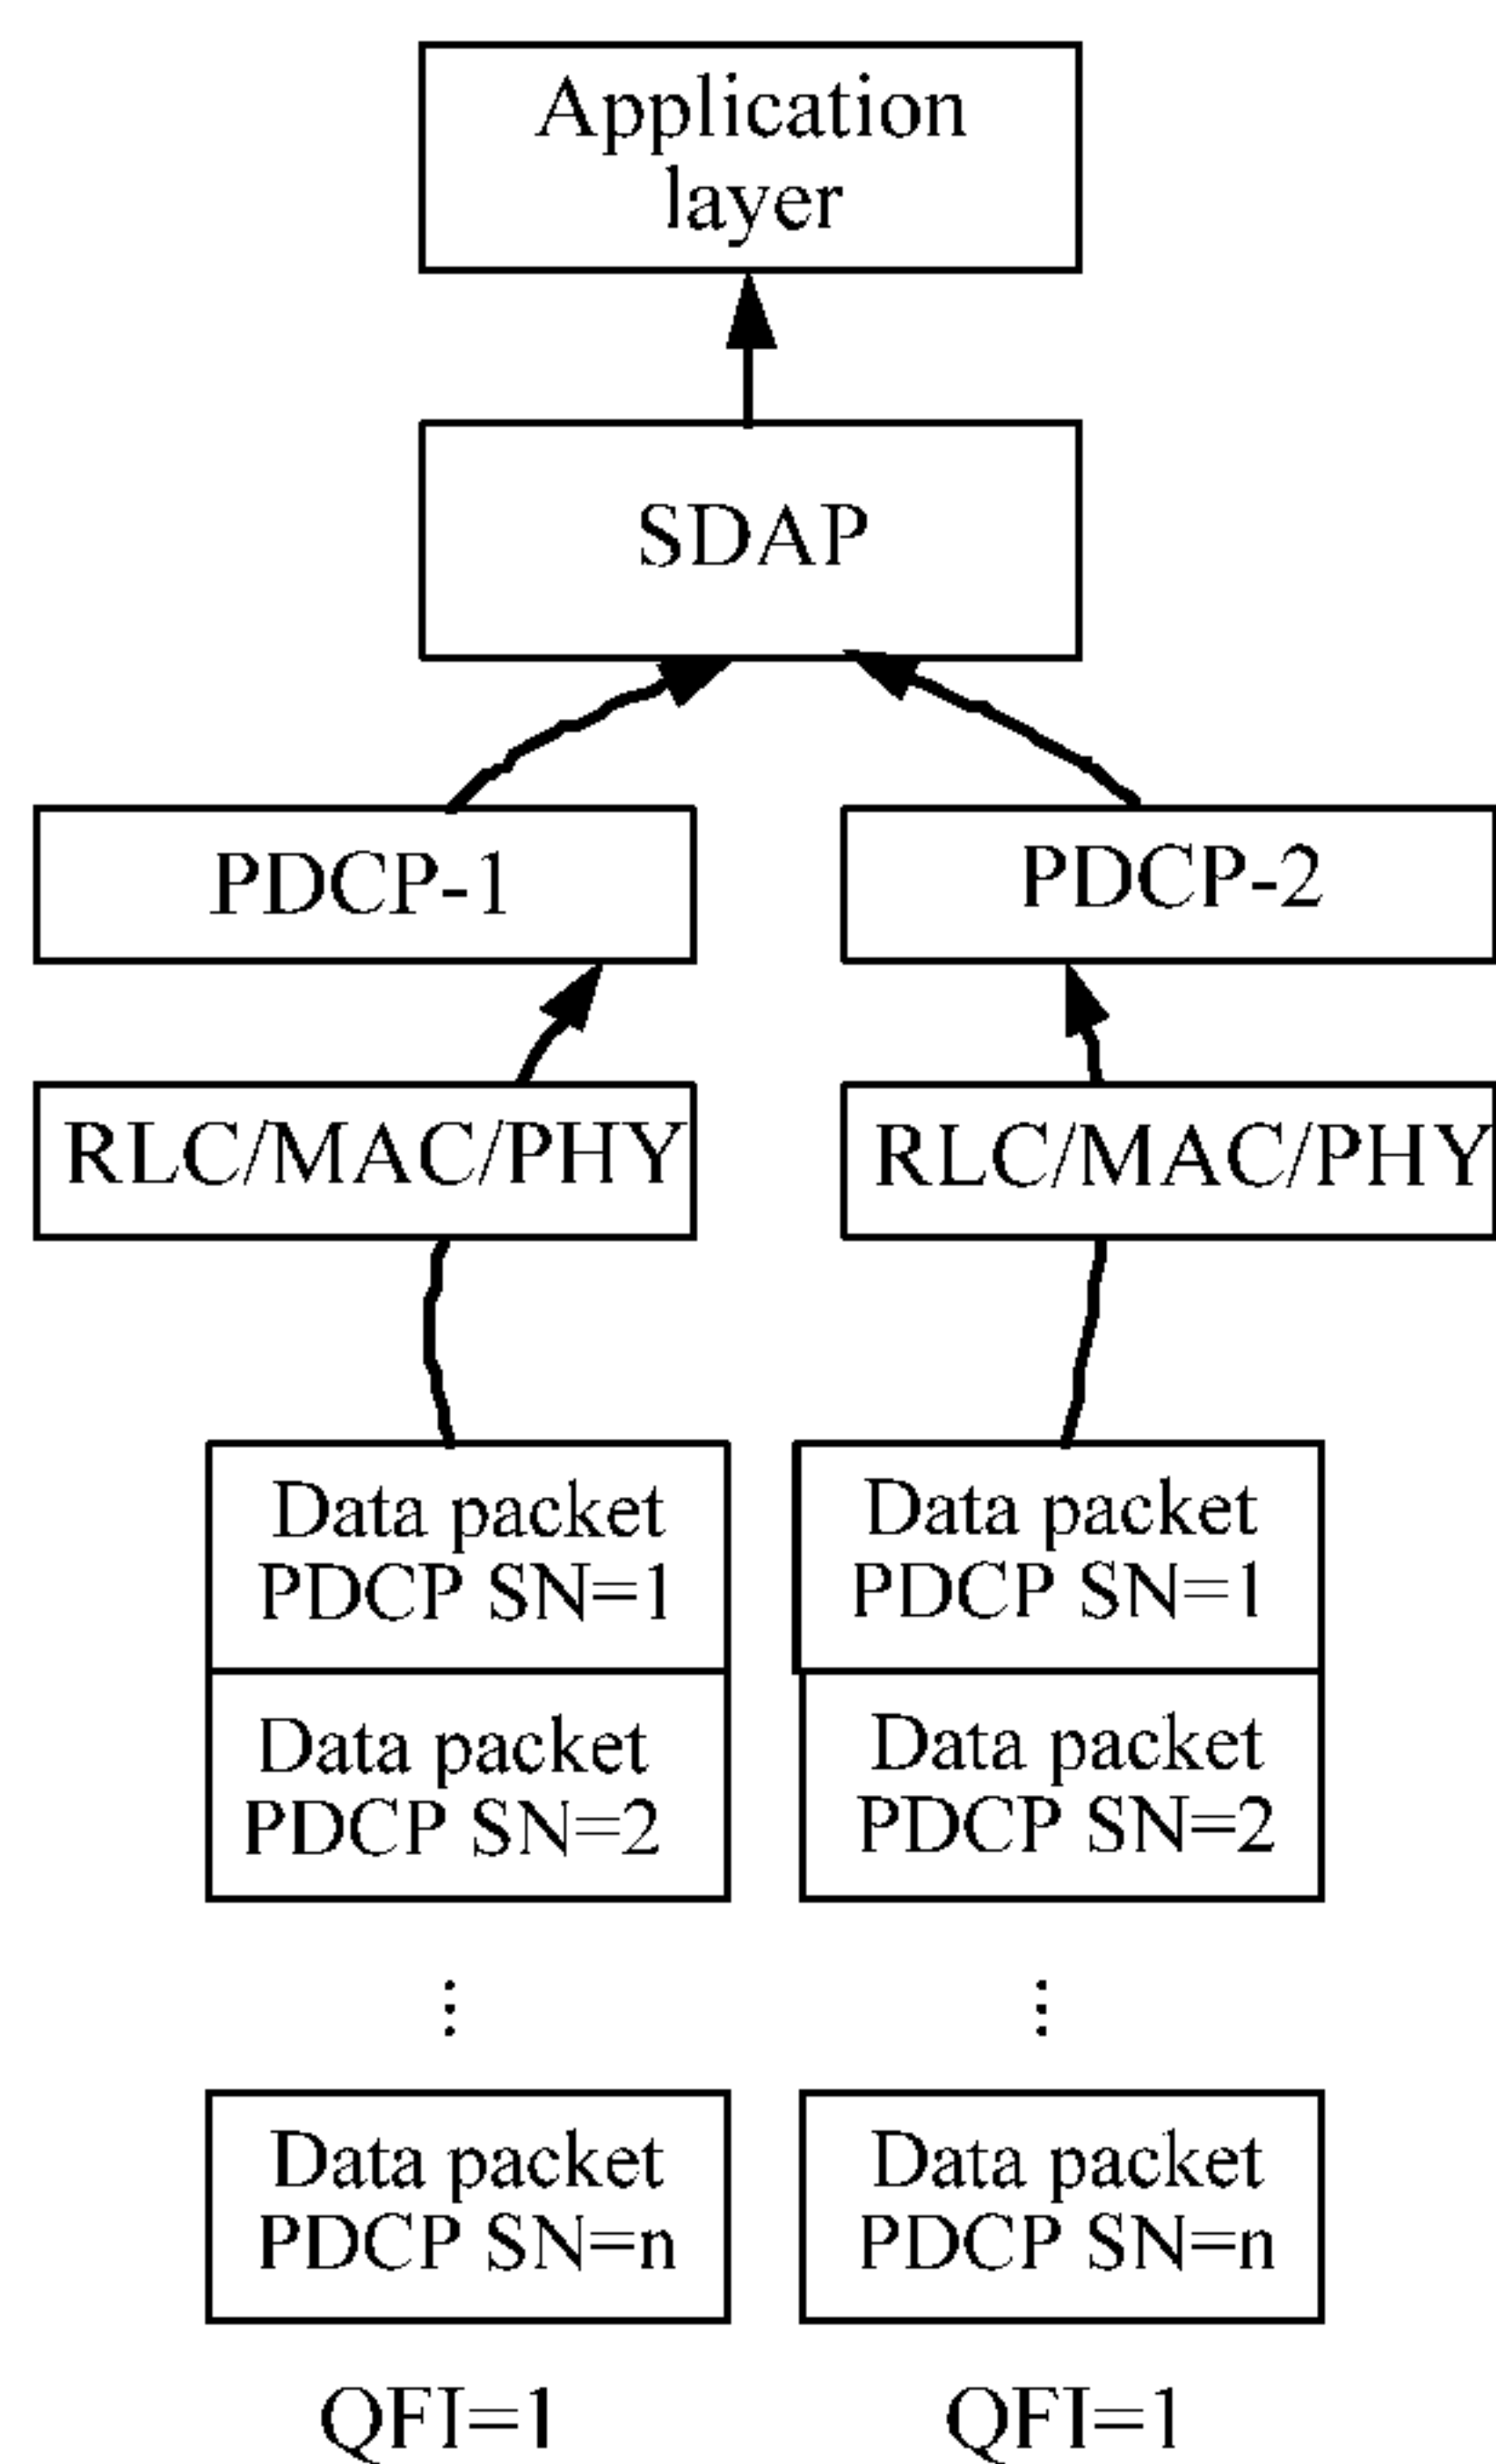 Application
layer
SDAP
PDCP-1
PDCP-2
RLC/MAC/PHY
RLC/MAC/PHY
Data packet
PDCP SN=1
Data packet
PDCP SN=1
Data packet
PDCP SN=2
Data packet
PDCP SN=2
⋮
⋮
Data packet
PDCP SN=n
Data packet
PDCP SN=n
QFI=1
QFI=1